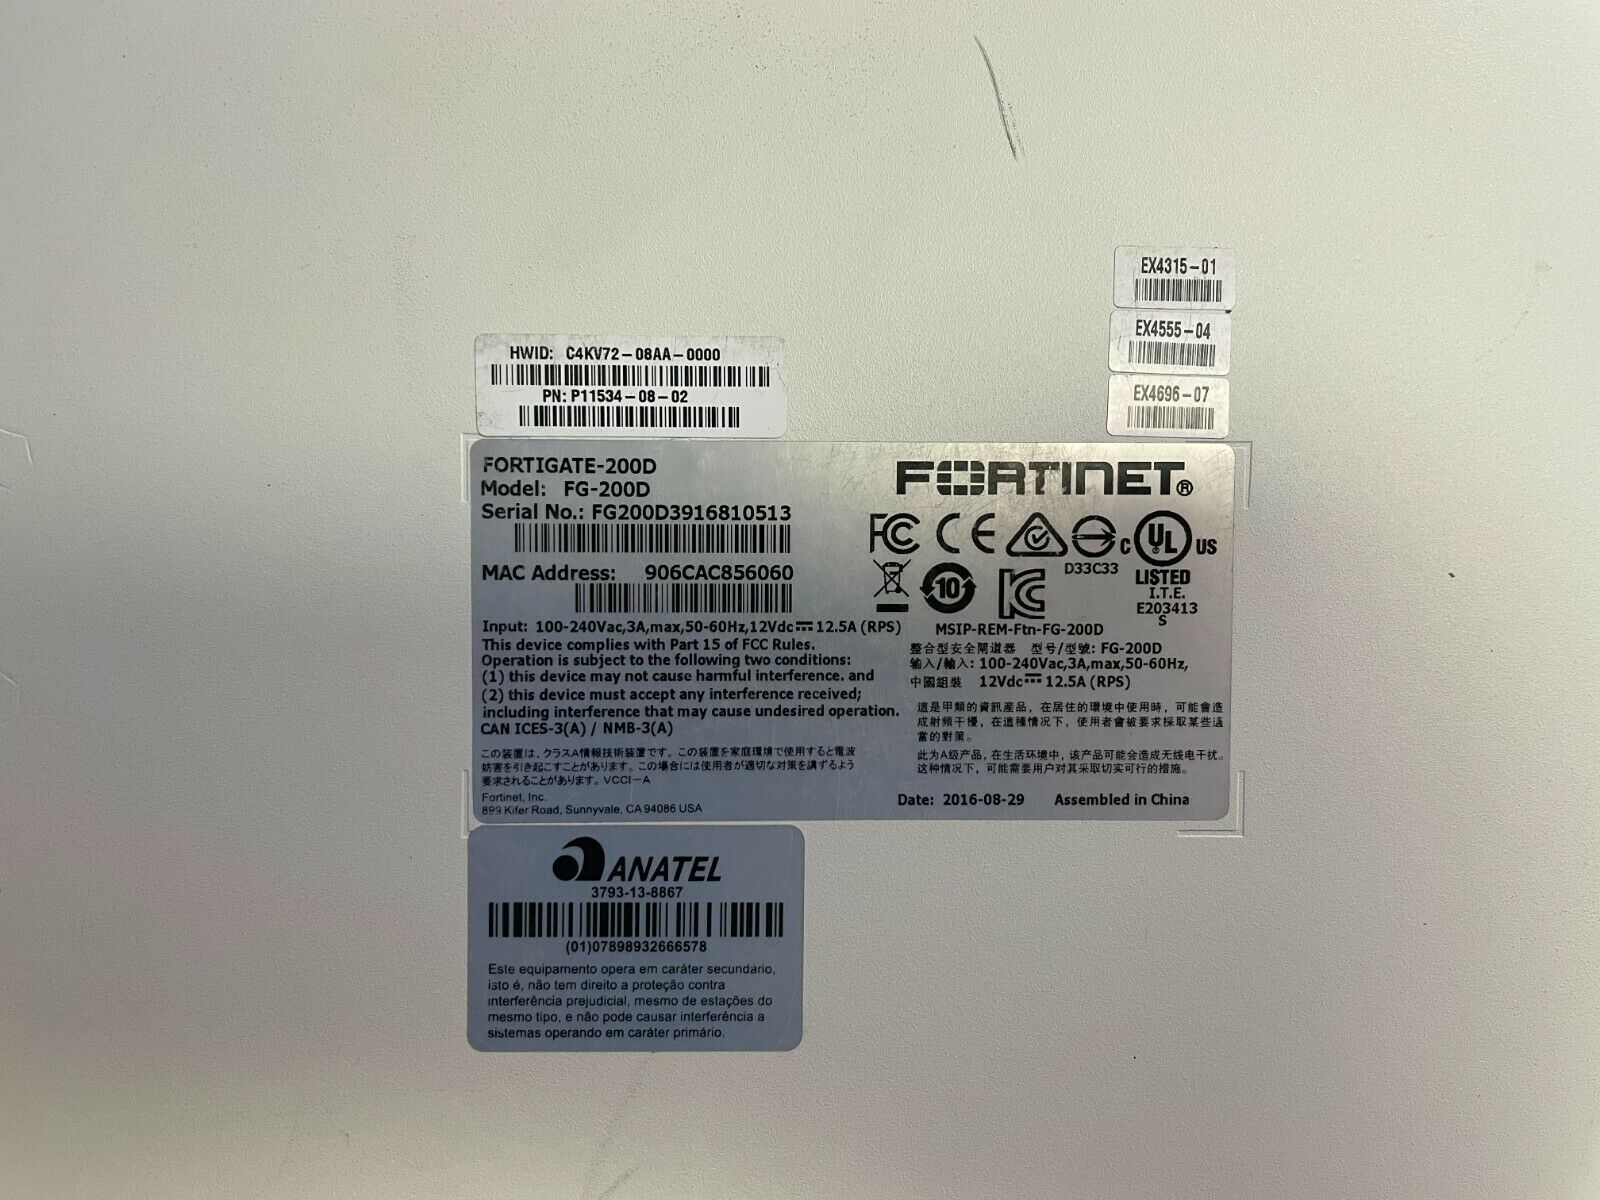 EX4315-01
EX4555-04
EX4696-07
HWID: C4KV72-08AA-0000
PN: P11534-08-02
FORTIGATE-200D
Model: FG-200D
Serial No.: FG200D3916810513
MAC Address: 906CAC856060
Input: 100-240Vac,3A,max,50-60Hz,12Vdc 12.5A (RPS)
This device complies with Part 15 of FCC Rules.
Operation is subject to the following two conditions:
(1) this device may not cause harmful interference. and
(2) this device must accept any interference received;
including interference that may cause undesired operation.
CAN ICES-3(A) / NMB-3(A)
この装置は、クラスA情報技術装置です。この装置を家庭環境で使用すると電波
妨害を引き起こすことがあります。この場合には使用者が適切な対策を講ずるよう
要求されることがあります。VCCI-A
Fortinet, Inc.
899 Kifer Road, Sunnyvale, CA 94086 USA
FORTINET®
FC CE
C UL US
D33C33
LISTED
I.T.E.
E203413
S
10
MSIP-REM-Ftn-FG-200D
整合型安全閘道器 型号/型號: FG-200D
输入/輸入: 100-240Vac,3A,max,50-60Hz,
中國組裝 12Vdc 12.5A (RPS)
這是甲類的資訊産品，在居住的環境中使用時，可能會造
成射頻干擾，在這種情况下，使用者會被要求採取某些適
當的對策。
此为A级产品，在生活环境中，该产品可能会造成无线电干扰。
这种情况下，可能需要用户对其采取切实可行的措施。
Date: 2016-08-29 Assembled in China
ANATEL
3793-13-8867
(01)07898932666578
Este equipamento opera em caráter secundário,
isto é, não tem direito a proteção contra
interferência prejudicial, mesmo de estações do
mesmo tipo, e não pode causar interferência a
sistemas operando em caráter primário.